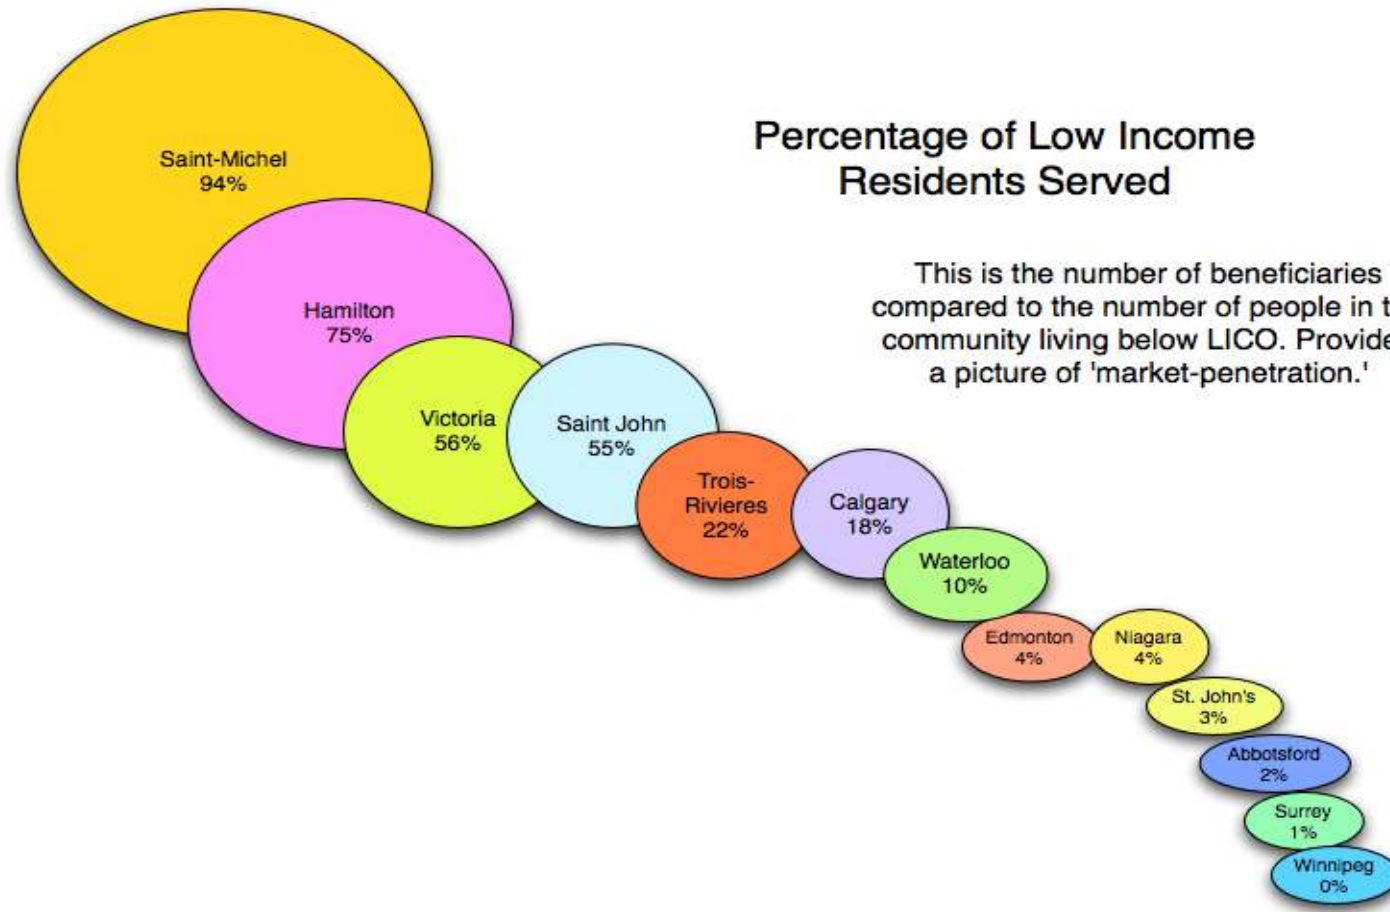 Percentage of Low Income
Residents Served
This is the number of beneficiaries
compared to the number of people in
community living below LICO.
a picture of 'market-penetration.'
Saint-Michel
94%
Hamilton
75%
Victoria
56%
Saint John
55%
Trois-
Rivieres
22%
Calgary
18%
Waterloo
10%
Edmonton
4%
Niagara
4%
St. John's
3%
Abbotsford
2%
Surrey
1%
Winnipeg
0%